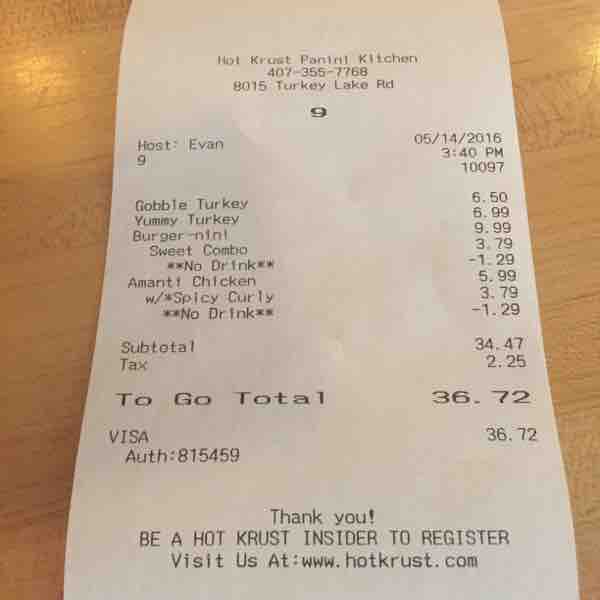 Hot Krust Panini Kitchen
407-355-7768
8015 Turkey Lake Rd
9
Host: Evan 05/14/2016
9 3:40 PM
10097
Gobble Turkey 6.50
Yummy Turkey 6.99
Burger-nini 9.99
Sweet Combo 3.79
**No Drink** -1.29
Amanti Chicken 5.99
w/*Spicy Curly 3.79
**No Drink** -1.29
Subtotal 34.47
Tax 2.25
To Go Total 36.72
VISA 36.72
Auth:815459
Thank you!
BE A HOT KRUST INSIDER TO REGISTER
Visit Us At:www.hotkrust.com